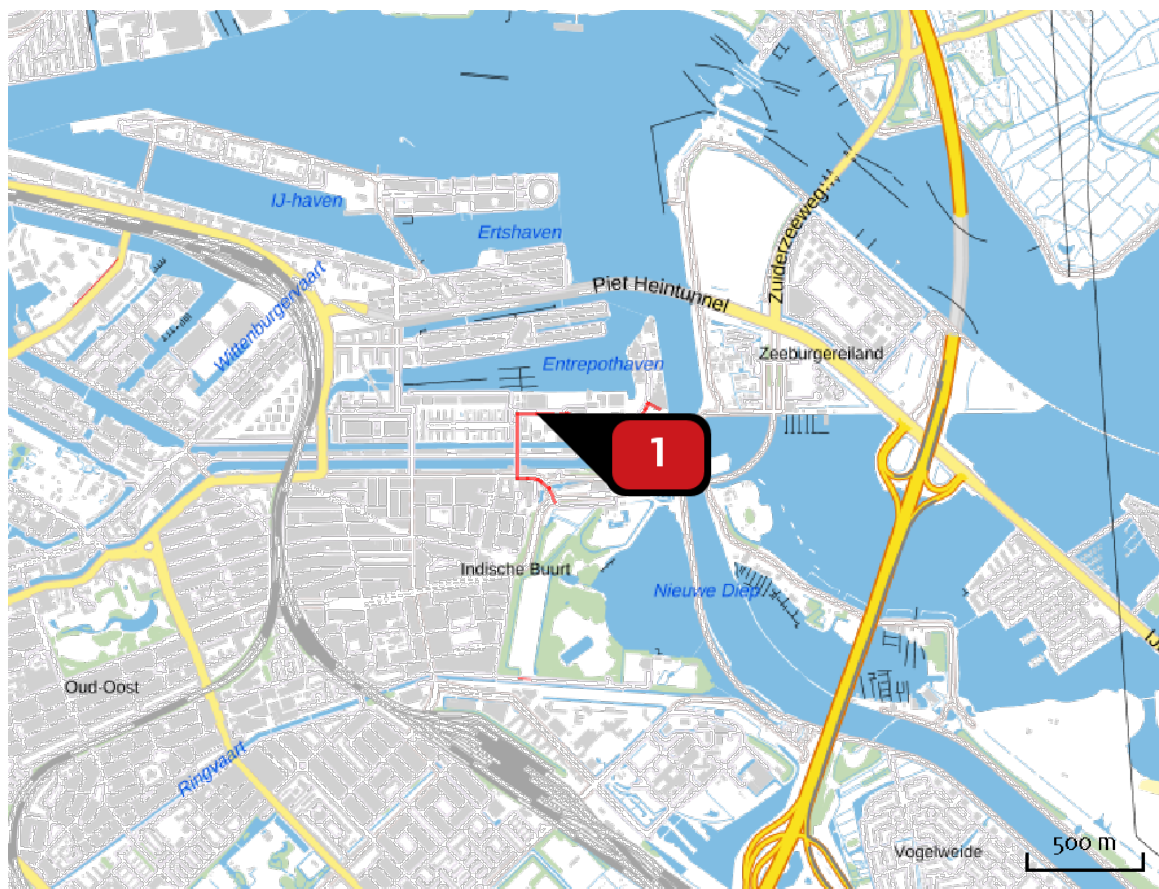 IJ-haven
Ertshaven
Zuiderzeeweg
Piet Heintunnel
Wittenburgervaart
Zeeburgereiland
Entrepothaven
1
Indische Buurt
Nieuwe Diep
Oud-Oost
Ringvaart
Vogelweide
500 m